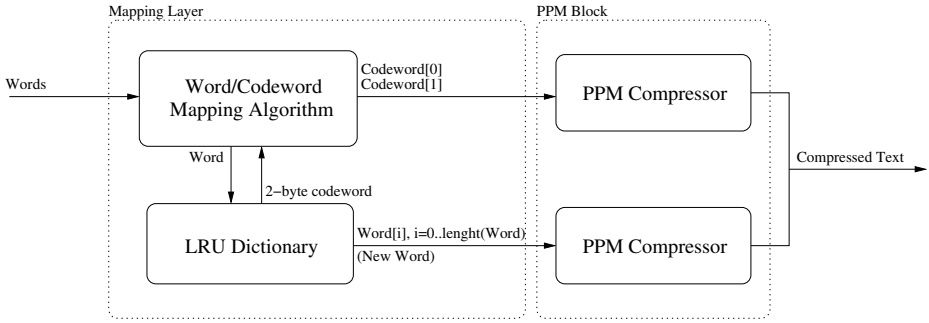 Mapping Layer
PPM Block
Words
Word/Codeword
Mapping Algorithm
Codeword[0]
Codeword[1]
PPM Compressor
Word
2−byte codeword
Compressed Text
LRU Dictionary
Word[i], i=0..lenght(Word)
(New Word)
PPM Compressor